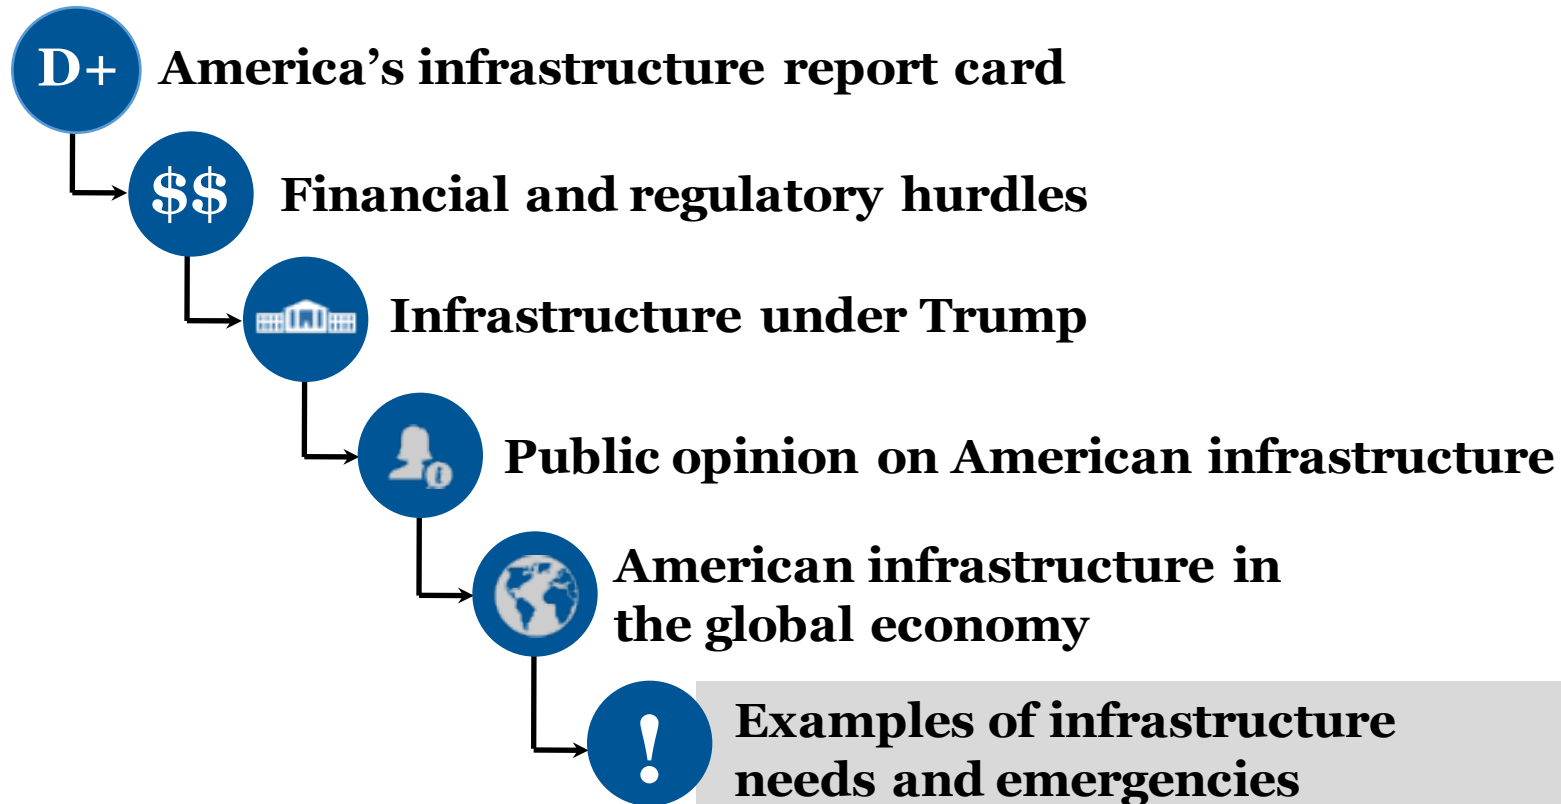 D+ America’s infrastructure report card
$$ Financial and regulatory hurdles
Infrastructure under Trump
Public opinion on American infrastructure
American infrastructure in
the global economy
! Examples of infrastructure
needs and emergencies